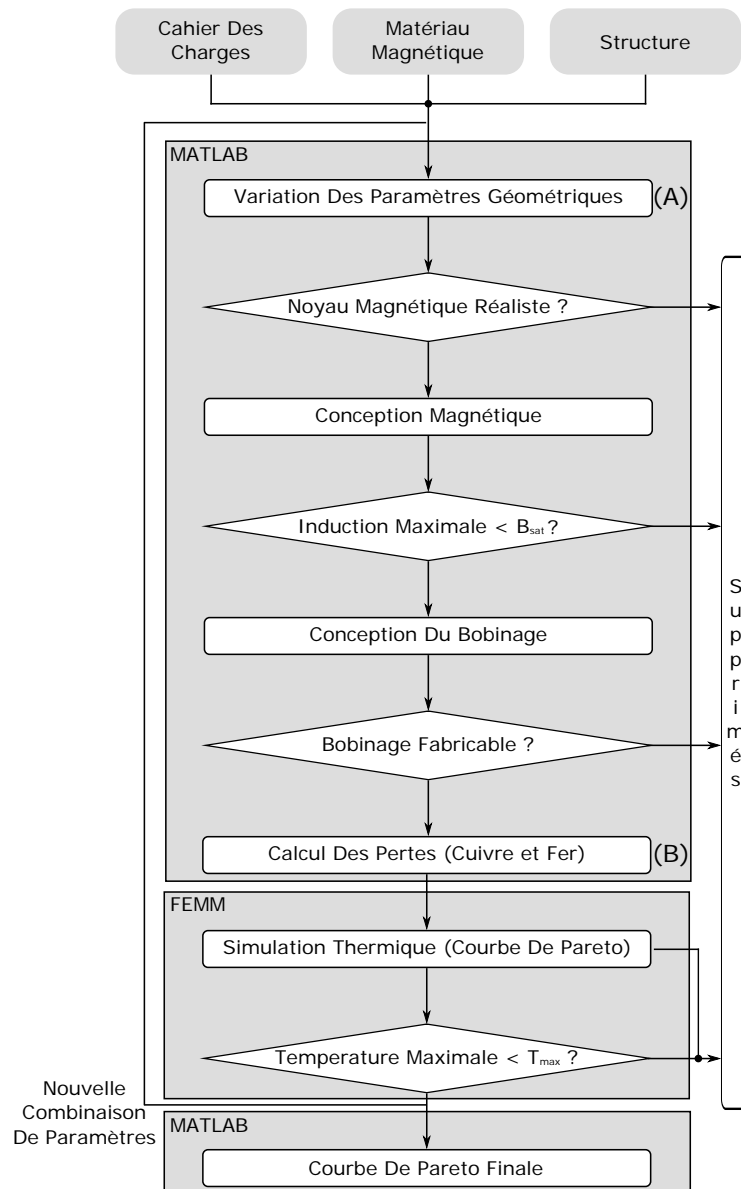 Cahier Des
Charges
Matériau
Magnétique
Structure
MATLAB
Variation Des Paramètres Géométriques
(A)
Noyau Magnétique Réaliste ?
Conception Magnétique
Induction Maximale < Bsat ?
Conception Du Bobinage
Bobinage Fabricable ?
Calcul Des Pertes (Cuivre et Fer)
(B)
Supprimés
FEMM
Simulation Thermique (Courbe De Pareto)
Temperature Maximale < Tmax ?
Nouvelle
Combinaison
De Paramètres
MATLAB
Courbe De Pareto Finale